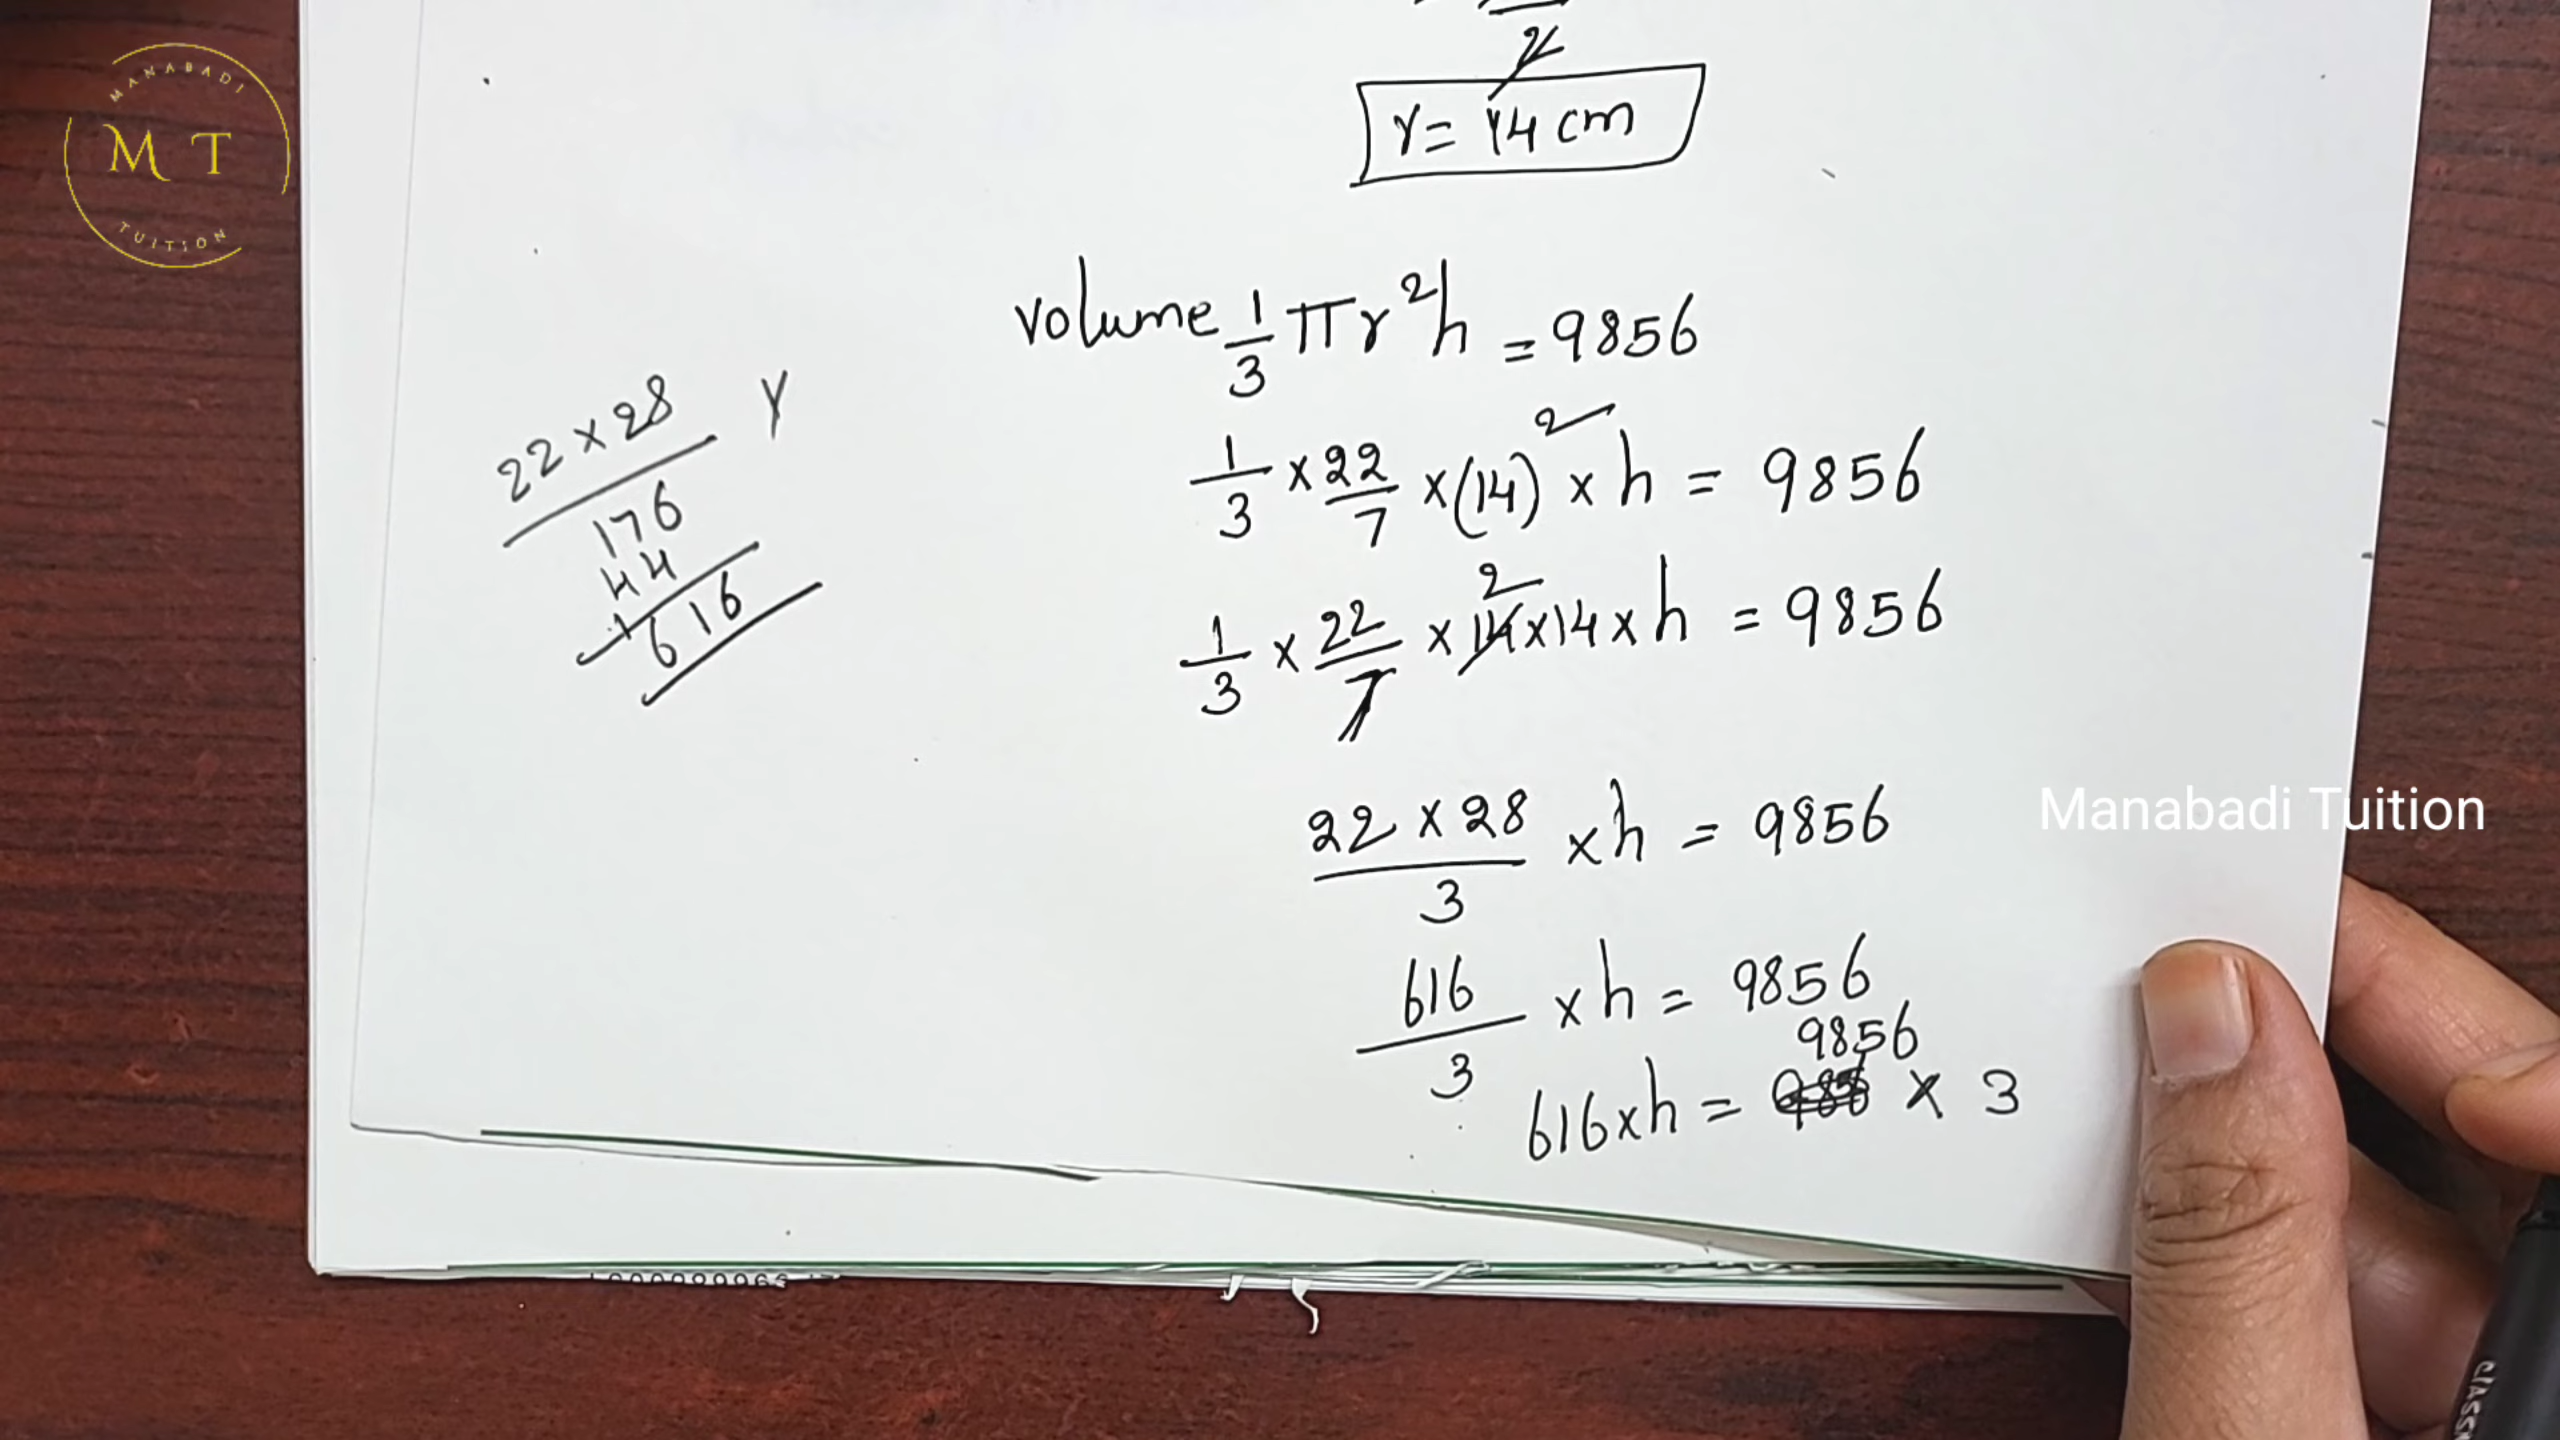 MANABADI
M T
TUITION
2
r = 14 cm
volume 1/3 πr²h = 9856
1/3 × 22/7 × (14)² × h = 9856
2
1/3 × 22/7 × 14 × 14 × h = 9856
22 × 28 / 3 × h = 9856
616 / 3 × h = 9856
9856
616 × h = × 3
22 × 28 r
176
44
616
Manabadi Tuition